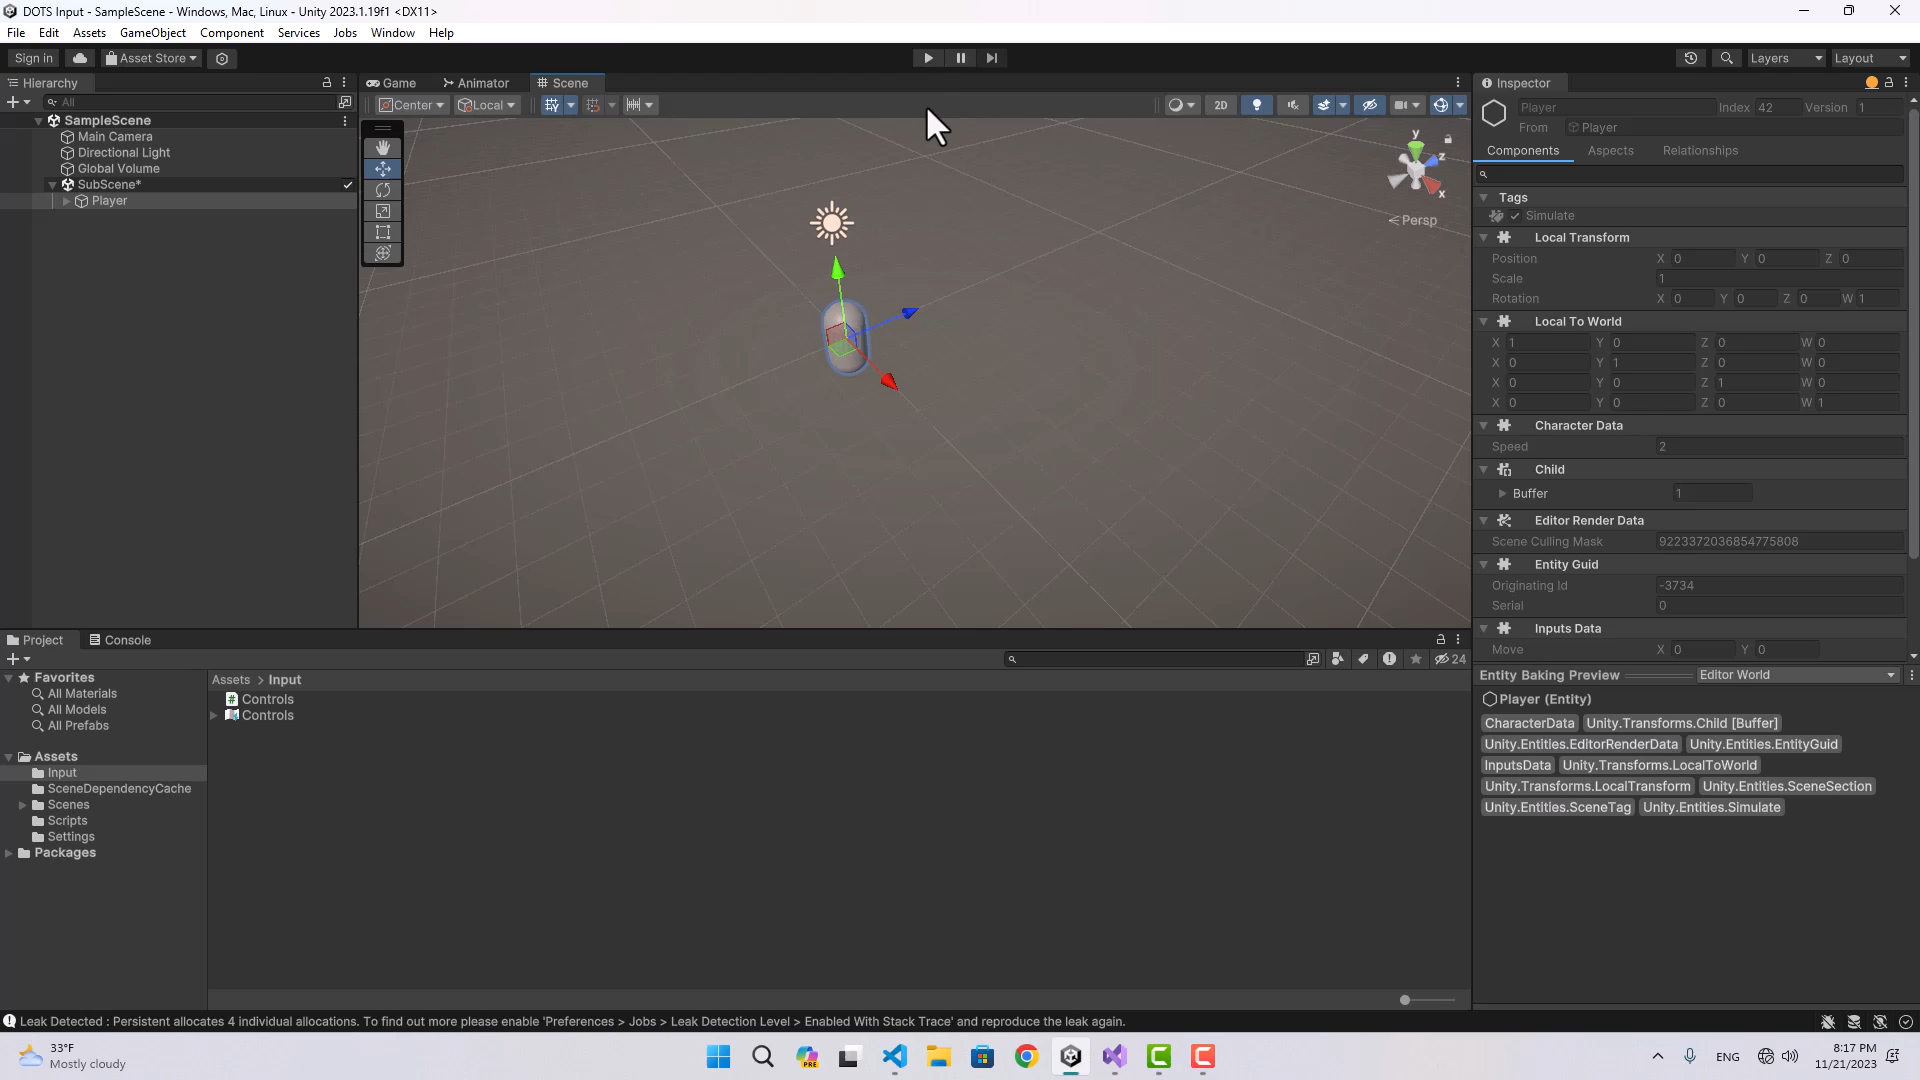 DOTS Input - SampleScene - Windows, Mac, Linux - Unity 2023.1.19f1 <DX11>
File Edit Assets GameObject Component Services Jobs Window Help
Sign in Asset Store Layers Layout
Hierarchy
All
SampleScene
Main Camera
Directional Light
Global Volume
SubScene*
Player
Game Animator Scene
Center Local 2D
y
z
x
Persp
Inspector
Player Index 42 Version 1
From Player
Components Aspects Relationships
Tags
Simulate
Local Transform
Position X 0 Y 0 Z 0
Scale 1
Rotation X 0 Y 0 Z 0 W 1
Local To World
X 1 Y 0 Z 0 W 0
X 0 Y 1 Z 0 W 0
X 0 Y 0 Z 1 W 0
X 0 Y 0 Z 0 W 1
Character Data
Speed 2
Child
Buffer 1
Editor Render Data
Scene Culling Mask 9223372036854775808
Entity Guid
Originating Id -3734
Serial 0
Inputs Data
Move X 0 Y 0
Entity Baking Preview Editor World
Player (Entity)
CharacterData Unity.Transforms.Child [Buffer]
Unity.Entities.EditorRenderData Unity.Entities.EntityGuid
InputsData Unity.Transforms.LocalToWorld
Unity.Transforms.LocalTransform Unity.Entities.SceneSection
Unity.Entities.SceneTag Unity.Entities.Simulate
Project Console
24
Favorites
All Materials
All Models
All Prefabs
Assets
Input
SceneDependencyCache
Scenes
Scripts
Settings
Packages
Assets > Input
Controls
Controls
Leak Detected : Persistent allocates 4 individual allocations. To find out more please enable 'Preferences > Jobs > Leak Detection Level > Enabled With Stack Trace' and reproduce the leak again.
33°F
Mostly cloudy
PRE
ENG
8:17 PM
11/21/2023